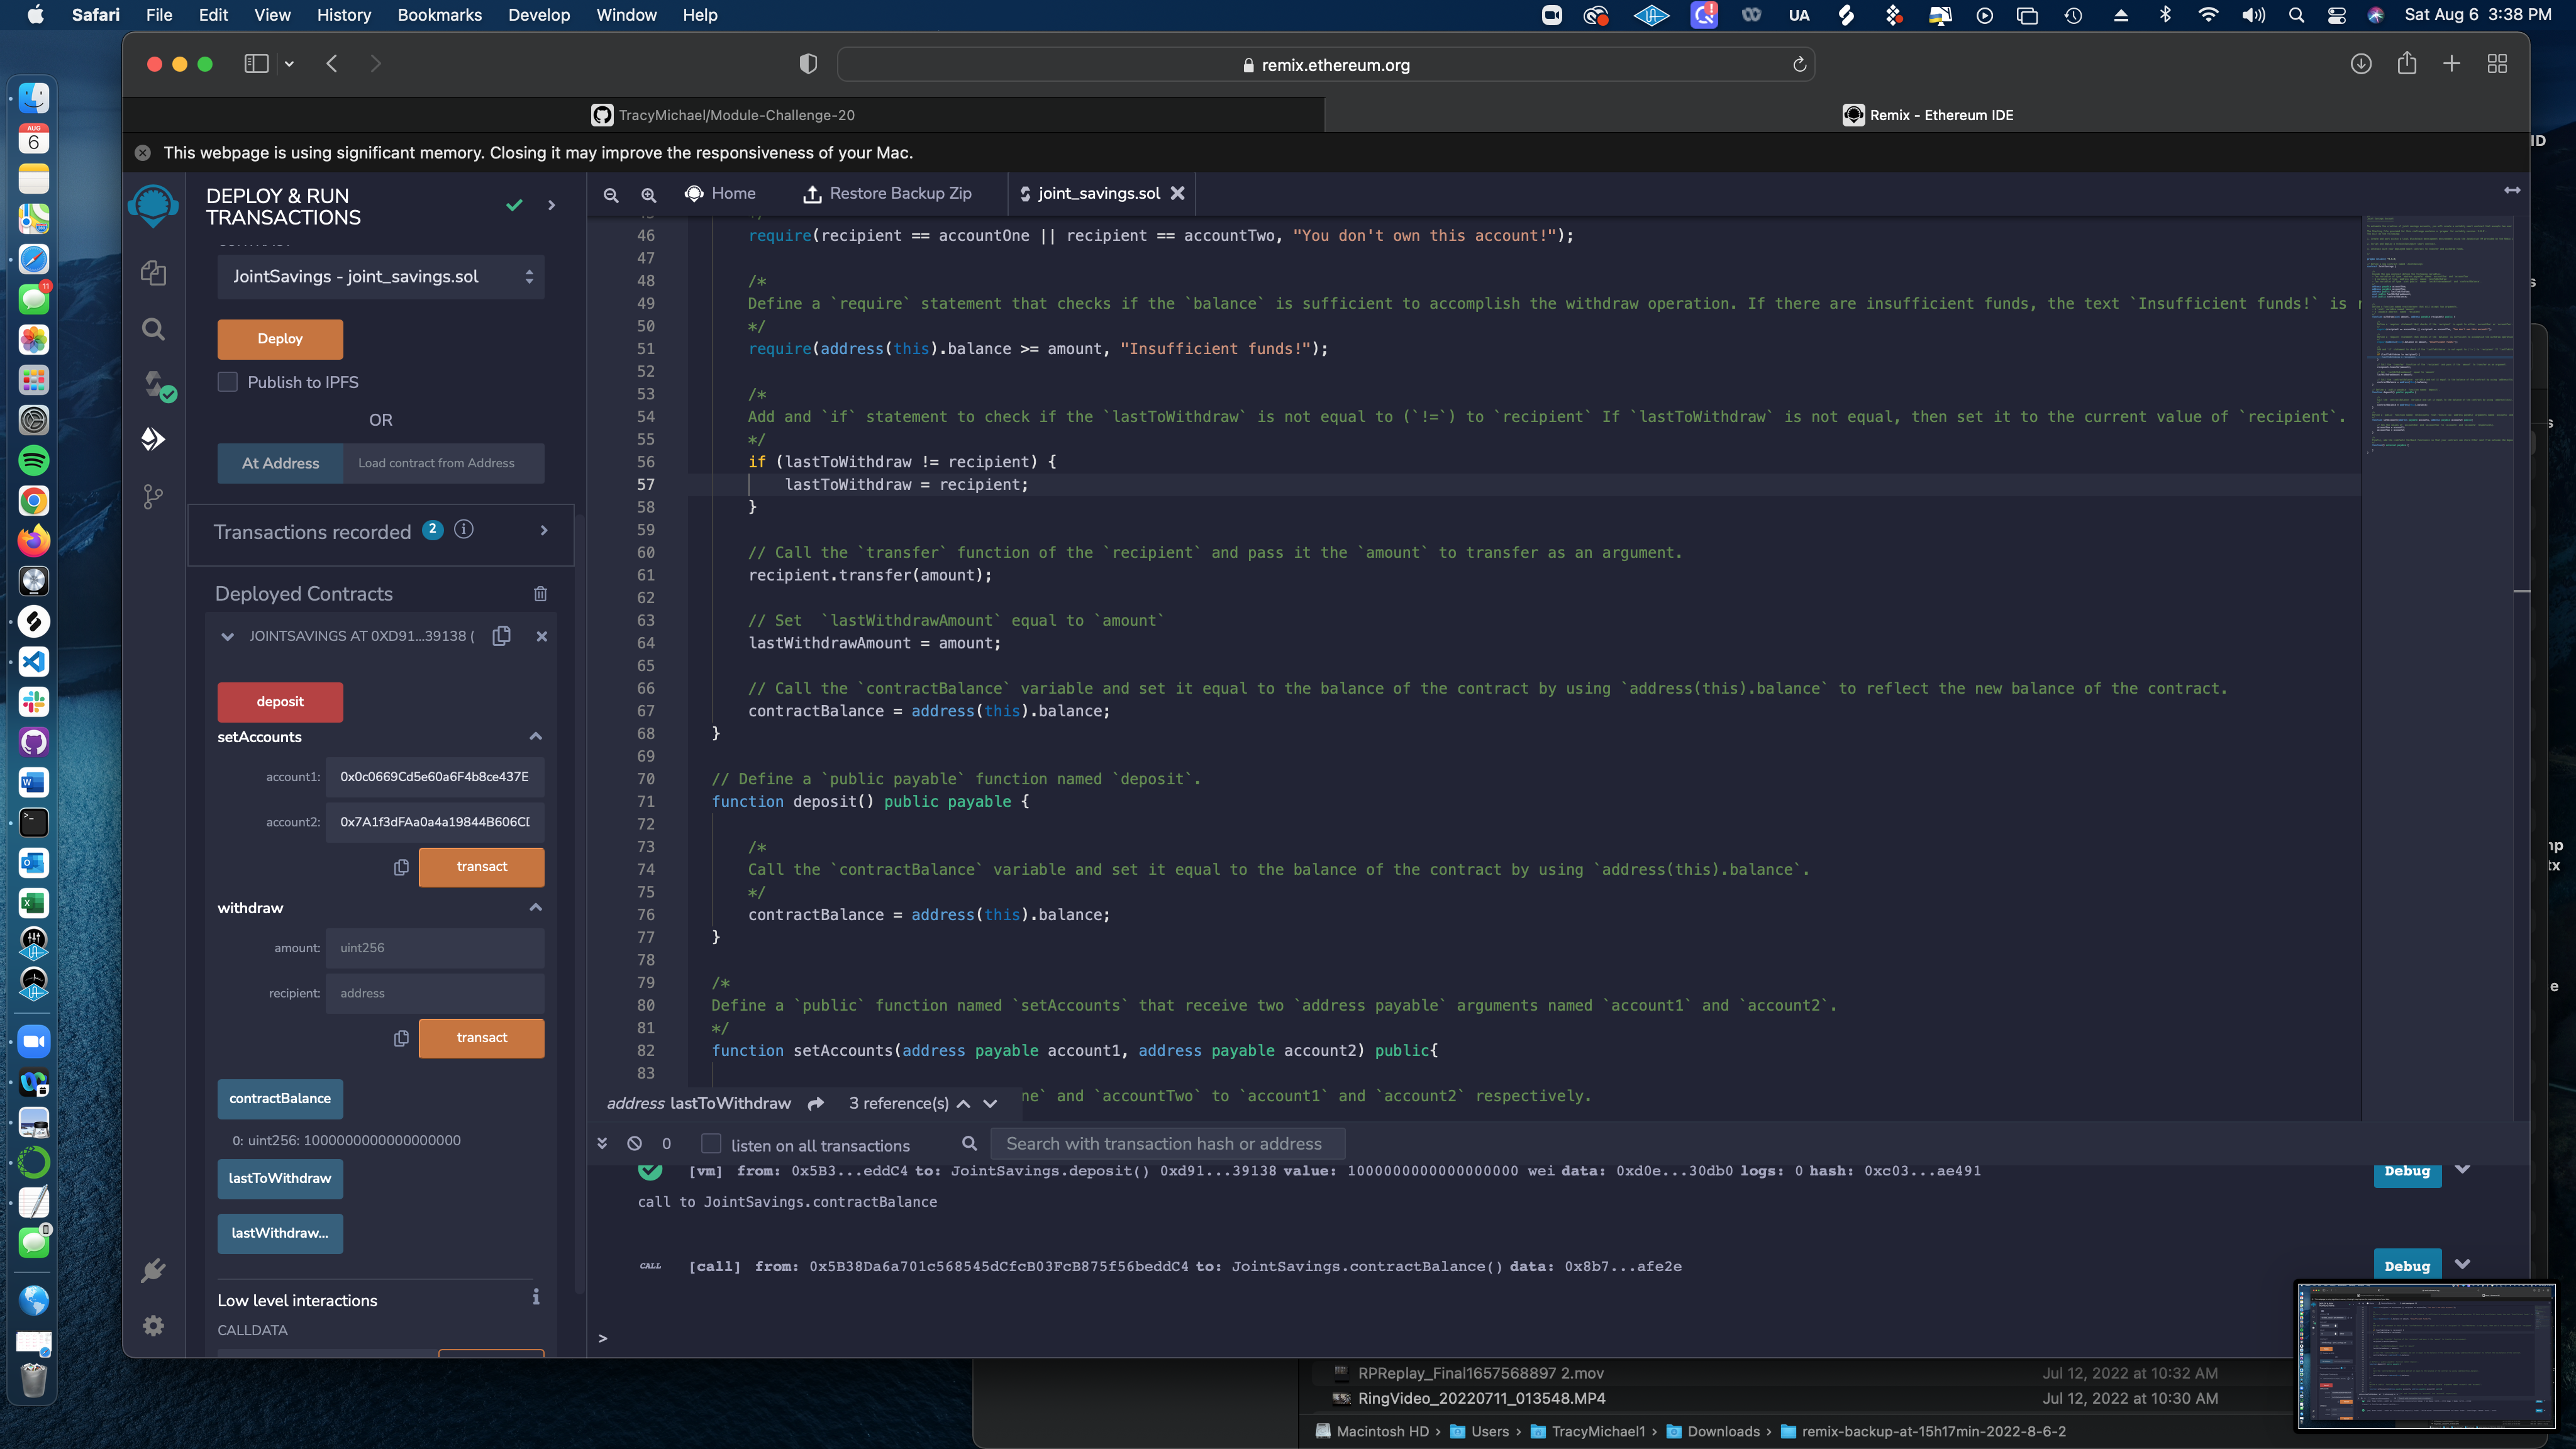 Safari File Edit View History Bookmarks Develop Window Help
UA
Sat Aug 6 3:38 PM
remix.ethereum.org
TracyMichael/Module-Challenge-20
Remix - Ethereum IDE
This webpage is using significant memory. Closing it may improve the responsiveness of your Mac.
AUG
6
11
DEPLOY & RUN
TRANSACTIONS
JointSavings - joint_savings.sol
Deploy
Publish to IPFS
OR
At Address Load contract from Address
Transactions recorded 2
Deployed Contracts
JOINTSAVINGS AT 0XD91...39138 (
deposit
setAccounts
account1: 0x0c0669Cd5e60a6F4b8ce437E
account2: 0x7A1f3dFAa0a4a19844B606CD
transact
withdraw
amount: uint256
recipient: address
transact
contractBalance
0: uint256: 1000000000000000000
lastToWithdraw
lastWithdraw...
Low level interactions
CALLDATA
Home
Restore Backup Zip
joint_savings.sol
46 require(recipient == accountOne || recipient == accountTwo, "You don't own this account!");
47
48 /*
49 Define a `require` statement that checks if the `balance` is sufficient to accomplish the withdraw operation. If there are insufficient funds, the text `Insufficient funds!` is r
50 */
51 require(address(this).balance >= amount, "Insufficient funds!");
52
53 /*
54 Add and `if` statement to check if the `lastToWithdraw` is not equal to (`!=`) to `recipient` If `lastToWithdraw` is not equal, then set it to the current value of `recipient`.
55 */
56 if (lastToWithdraw != recipient) {
57 lastToWithdraw = recipient;
58 }
59
60 // Call the `transfer` function of the `recipient` and pass it the `amount` to transfer as an argument.
61 recipient.transfer(amount);
62
63 // Set  `lastWithdrawAmount` equal to `amount`
64 lastWithdrawAmount = amount;
65
66 // Call the `contractBalance` variable and set it equal to the balance of the contract by using `address(this).balance` to reflect the new balance of the contract.
67 contractBalance = address(this).balance;
68 }
69
70 // Define a `public payable` function named `deposit`.
71 function deposit() public payable {
72
73 /*
74 Call the `contractBalance` variable and set it equal to the balance of the contract by using `address(this).balance`.
75 */
76 contractBalance = address(this).balance;
77 }
78
79 /*
80 Define a `public` function named `setAccounts` that receive two `address payable` arguments named `account1` and `account2`.
81 */
82 function setAccounts(address payable account1, address payable account2) public{
83
ne` and `accountTwo` to `account1` and `account2` respectively.
address lastToWithdraw 3 reference(s)
0 listen on all transactions Search with transaction hash or address
[vm] from: 0x5B3...eddC4 to: JointSavings.deposit() 0xd91...39138 value: 1000000000000000000 wei data: 0xd0e...30db0 logs: 0 hash: 0xc03...ae491 Debug
call to JointSavings.contractBalance
CALL [call] from: 0x5B38Da6a701c568545dCfcB03FcB875f56beddC4 to: JointSavings.contractBalance() data: 0x8b7...afe2e Debug
>
RPReplay_Final1657568897 2.mov Jul 12, 2022 at 10:32 AM
RingVideo_20220711_013548.MP4 Jul 12, 2022 at 10:30 AM
Macintosh HD › Users › TracyMichael1 › Downloads › remix-backup-at-15h17min-2022-8-6-2